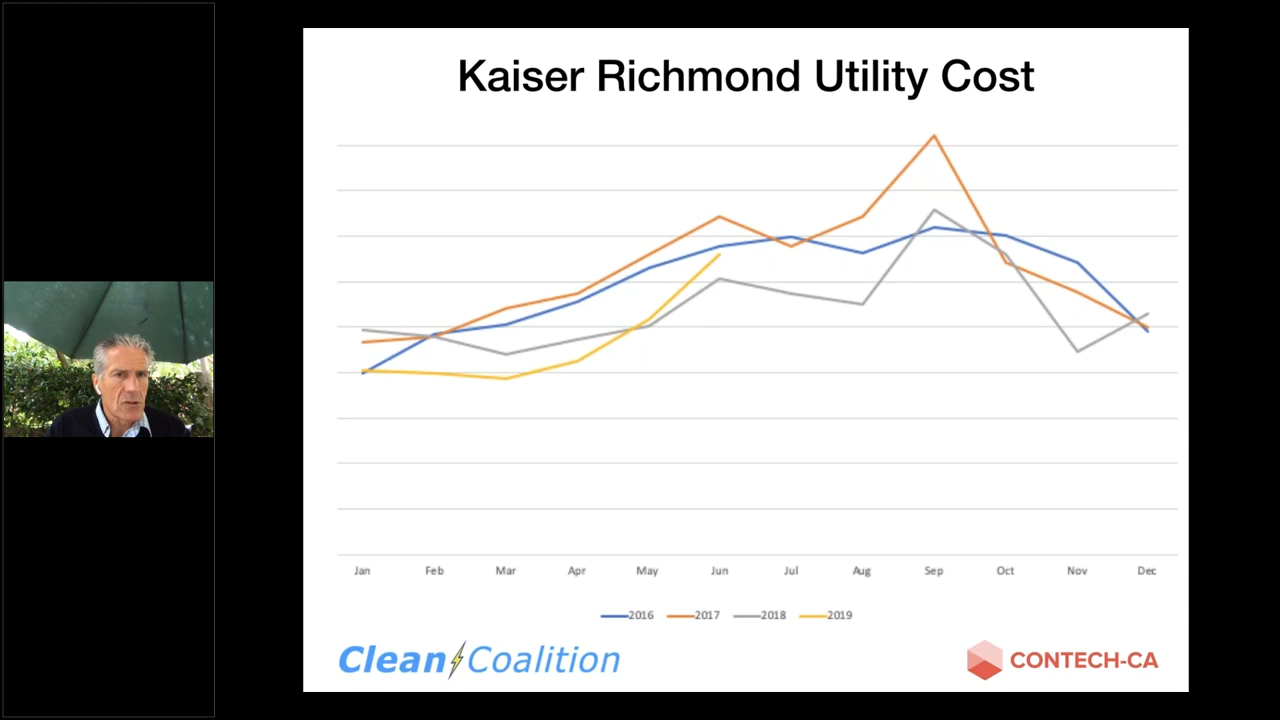 Kaiser Richmond Utility Cost
Jan Feb Mar Apr May Jun Jul Aug Sep Oct Nov Dec
2016 2017 2018 2019
Clean Coalition
CONTECH-CA